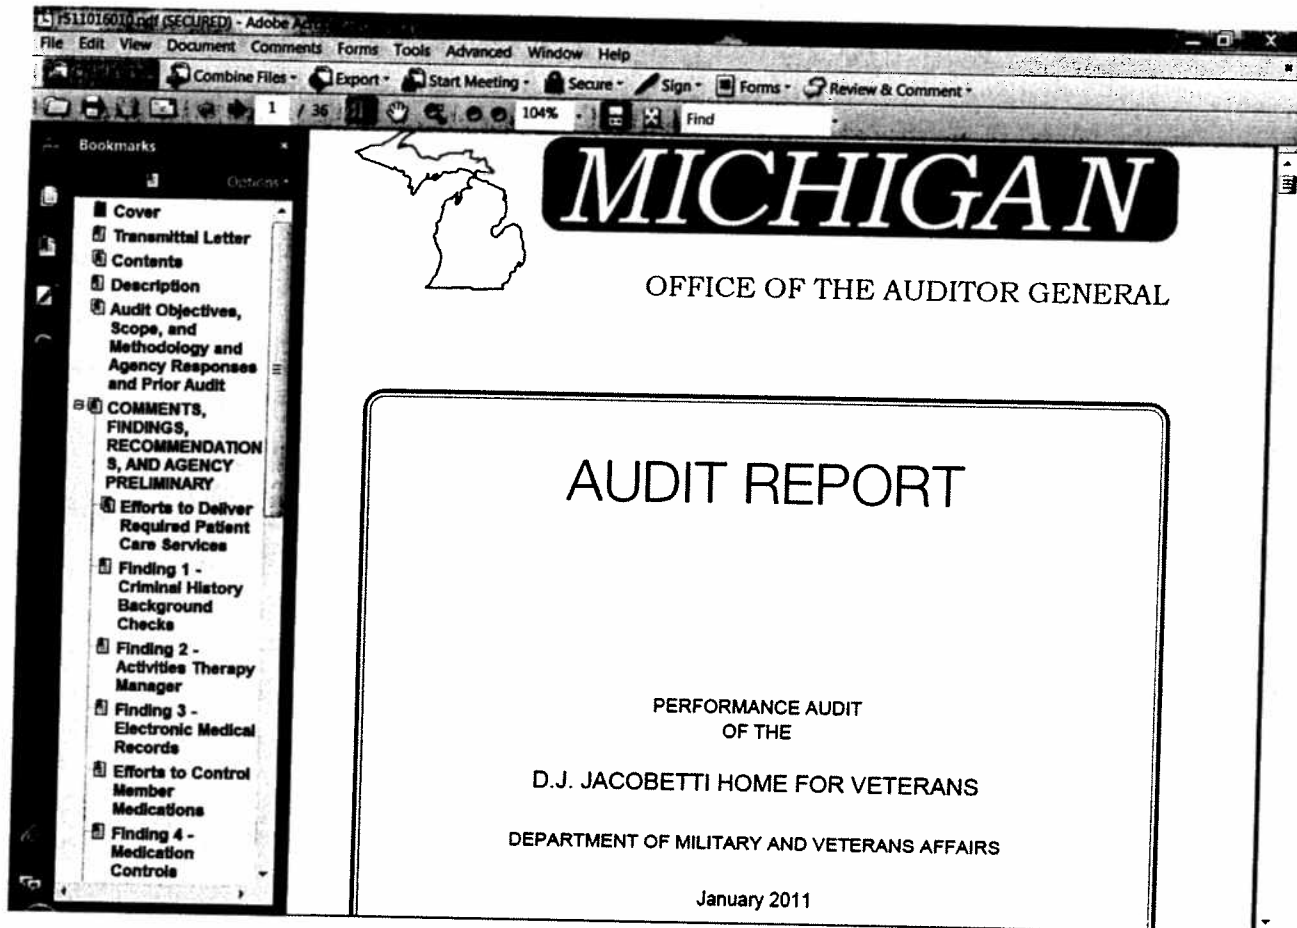 r511016010.pdf (SECURED) - Adobe
File Edit View Document Comments Forms Tools Advanced Window Help
Combine Files Export Start Meeting Secure Sign Forms Review & Comment
1 / 36 104% Find
Bookmarks
Options
Cover
Transmittal Letter
Contents
Description
Audit Objectives,
Scope, and
Methodology and
Agency Responses
and Prior Audit
COMMENTS,
FINDINGS,
RECOMMENDATION
S, AND AGENCY
PRELIMINARY
Efforts to Deliver
Required Patient
Care Services
Finding 1 -
Criminal History
Background
Checks
Finding 2 -
Activities Therapy
Manager
Finding 3 -
Electronic Medical
Records
Efforts to Control
Member
Medications
Finding 4 -
Medication
Controls
MICHIGAN
OFFICE OF THE AUDITOR GENERAL
AUDIT REPORT
PERFORMANCE AUDIT
OF THE
D.J. JACOBETTI HOME FOR VETERANS
DEPARTMENT OF MILITARY AND VETERANS AFFAIRS
January 2011